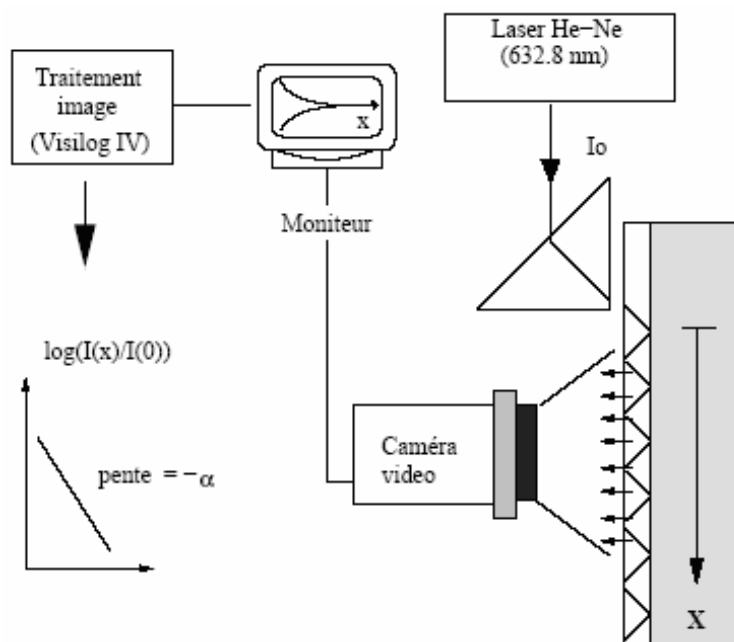 Laser He−Ne
(632.8 nm)
Traitement
image
(Visilog IV)
x
Io
Moniteur
log(I(x)/I(0))
pente = −α
Caméra
video
X